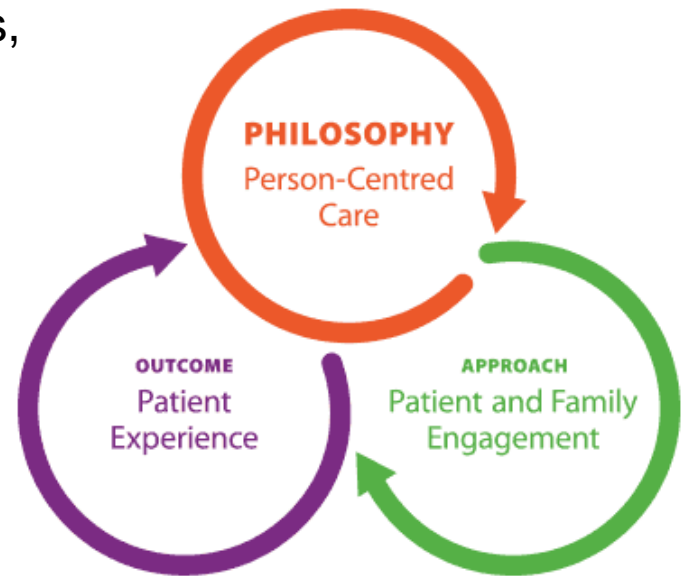 s,
PHILOSOPHY
Person-Centred
Care
OUTCOME
Patient
Experience
APPROACH
Patient and Family
Engagement